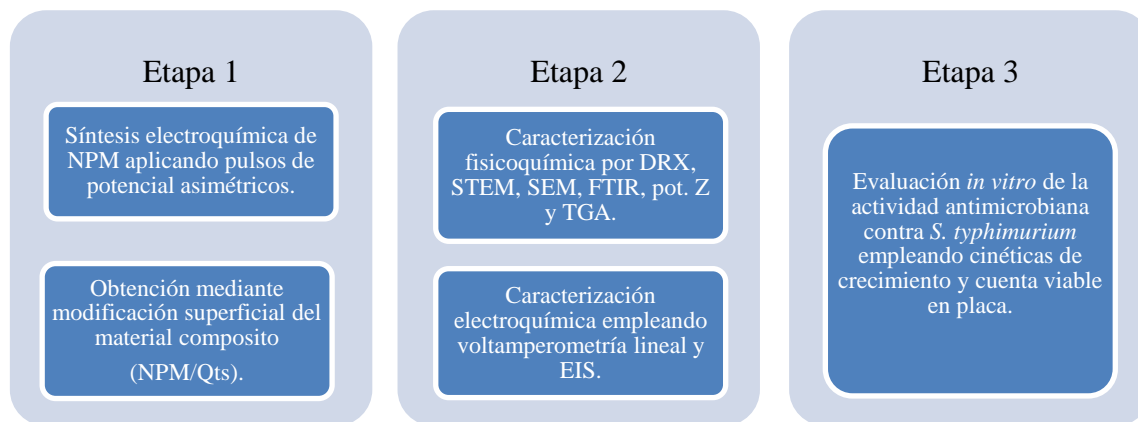 Etapa 1
Síntesis electroquímica de
NPM aplicando pulsos de
potencial asimétricos.
Obtención mediante
modificación superficial del
material composito
(NPM/Qts).
Etapa 2
Caracterización
fisicoquímica por DRX,
STEM, SEM, FTIR, pot. Z
y TGA.
Caracterización
electroquímica empleando
voltamperometría lineal y
EIS.
Etapa 3
Evaluación in vitro de la
actividad antimicrobiana
contra S. typhimurium
empleando cinéticas de
crecimiento y cuenta viable
en placa.